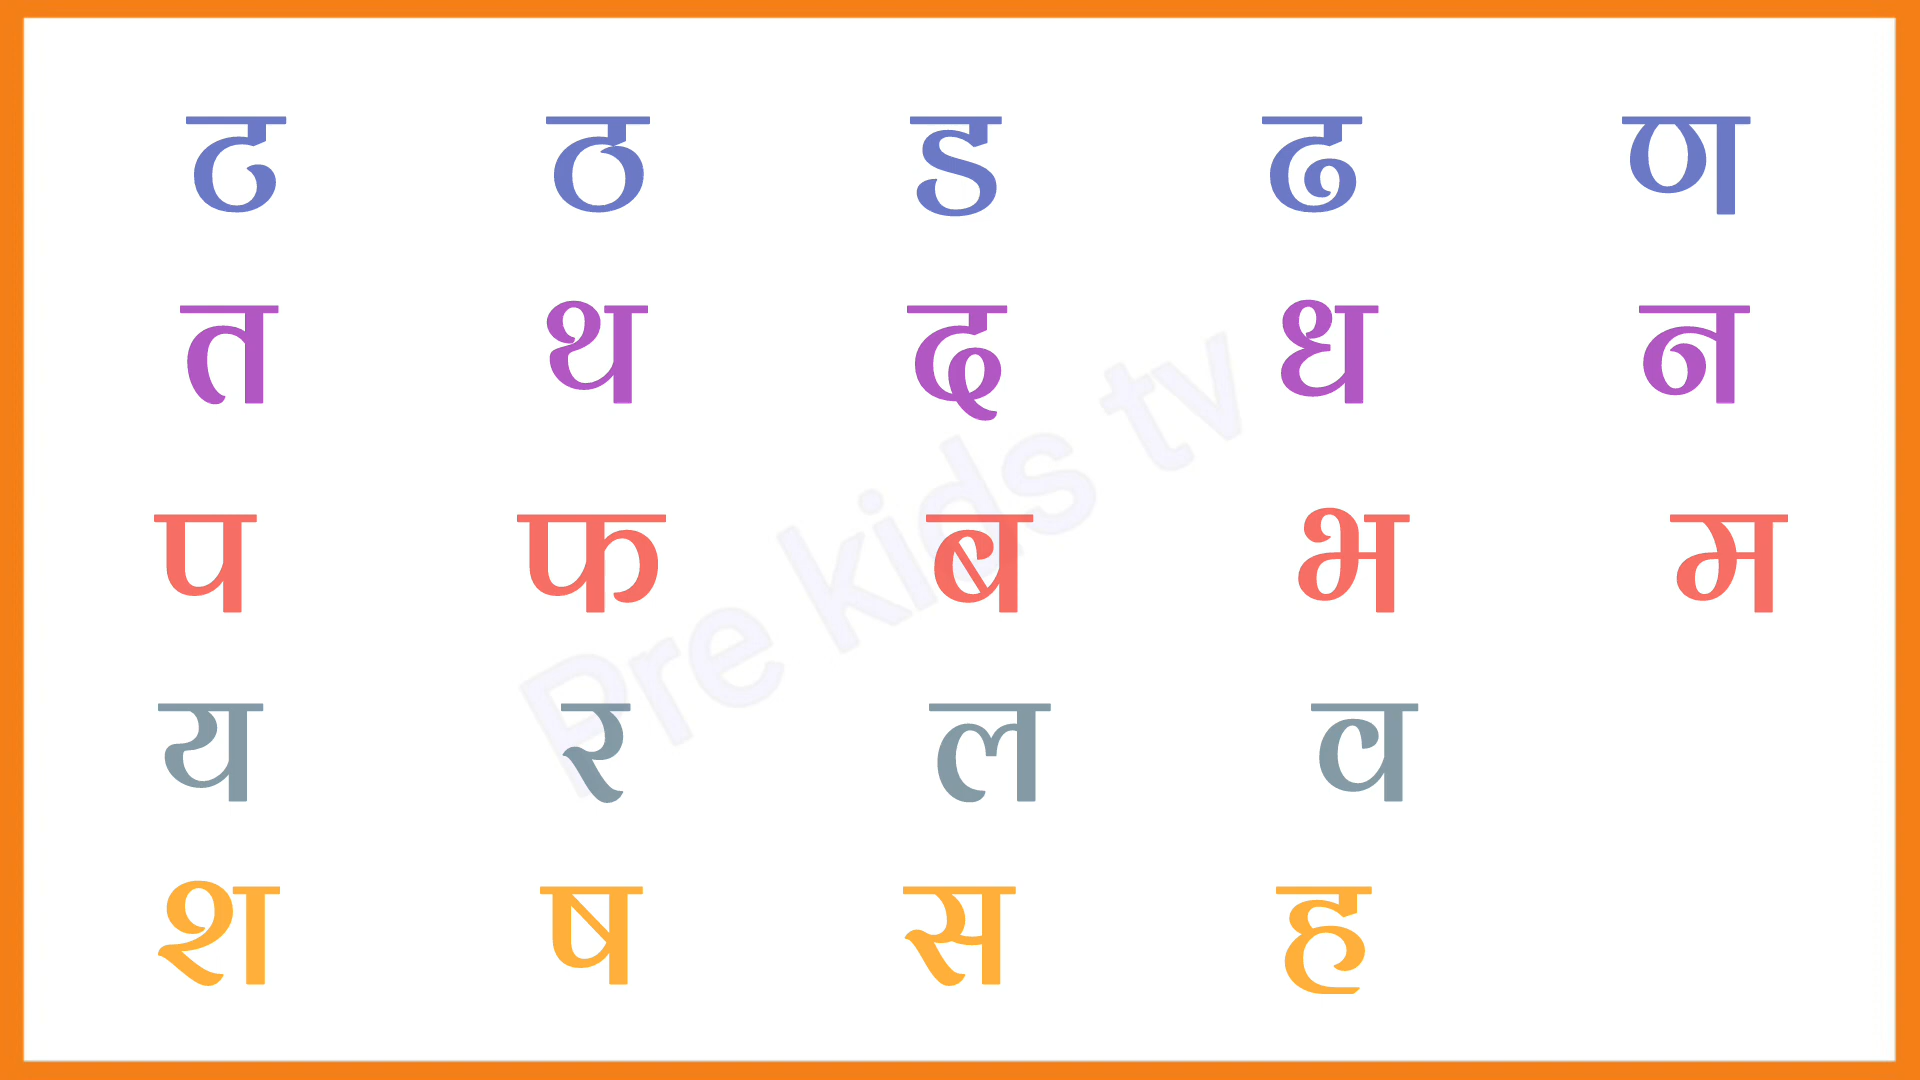 ट ठ ड ढ ण
त थ द ध न
प फ ब भ म
य र ल व
श ष स ह
Pre kids tv